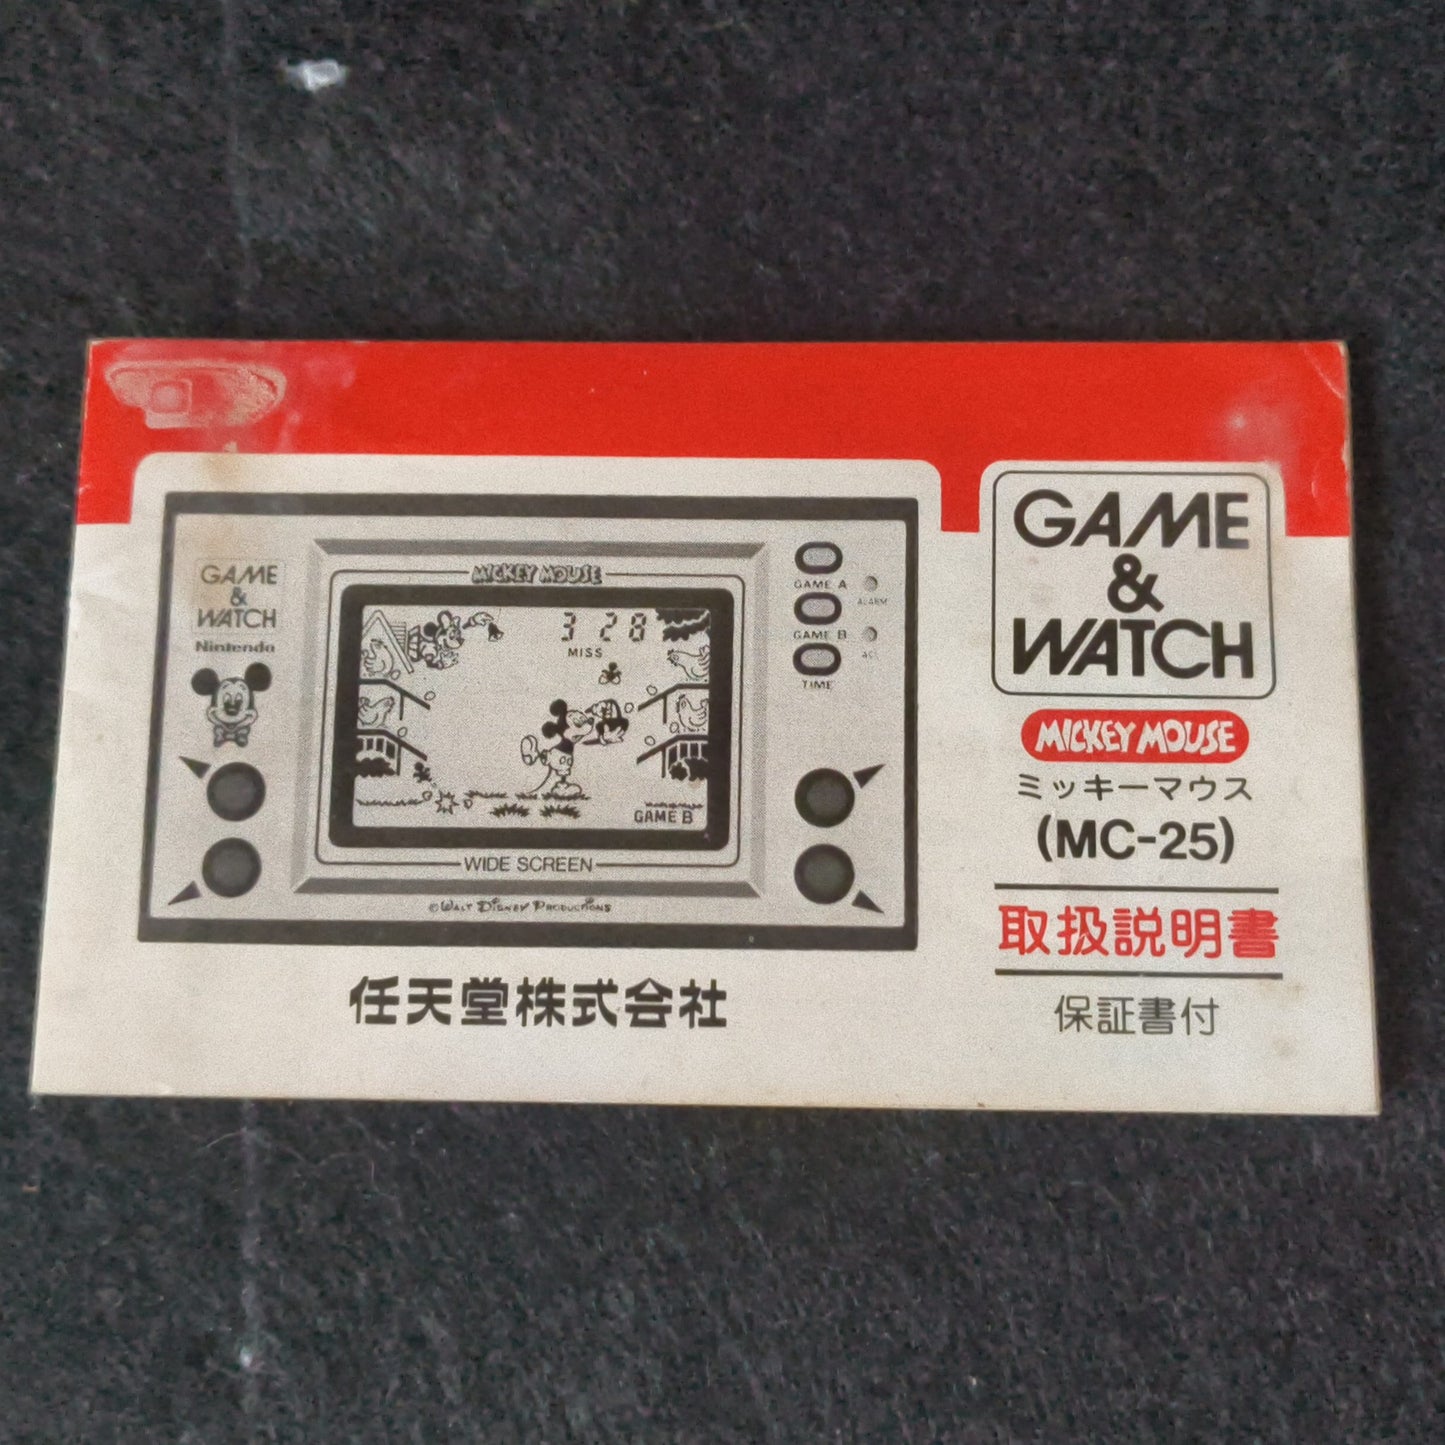 GAME
&
WATCH
Nintendo
MICKEY MOUSE
3 28
MISS
GAME B
WIDE SCREEN
© WALT DISNEY PRODUCTIONS
GAME A
ALARM
GAME B
ACL
TIME
任天堂株式会社
GAME
&
WATCH
MICKEY MOUSE
ミッキーマウス
(MC-25)
取扱説明書
保証書付